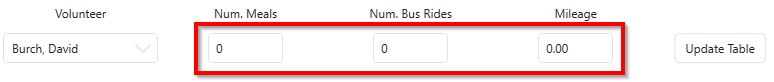 Volunteer Num. Meals Num. Bus Rides Mileage
Burch, David 0 0 0.00 Update Table